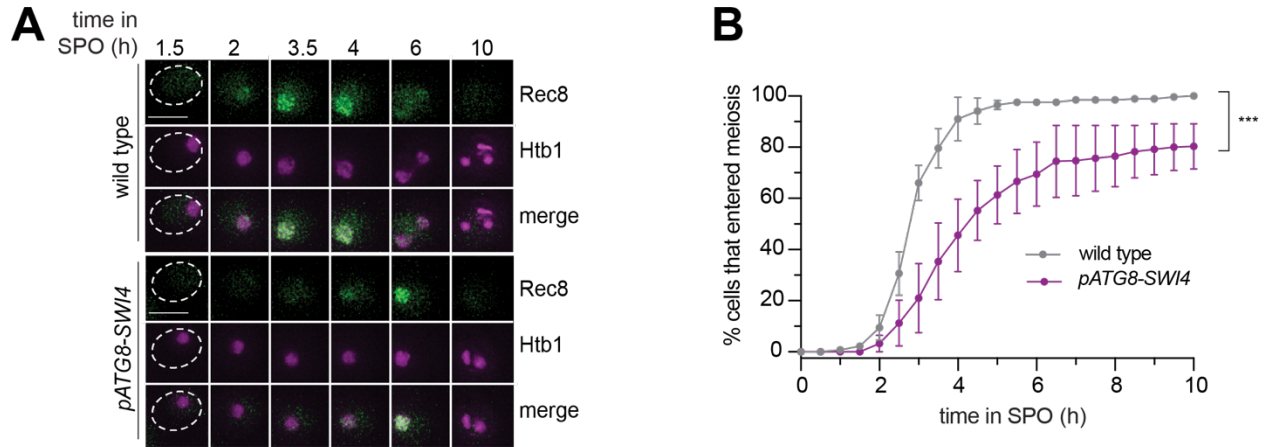 A
time in
SPO (h)
1.5 2 3.5 4 6 10
wild type
Rec8
Htb1
merge
pATG8-SWI4
Rec8
Htb1
merge
B
% cells that entered meiosis
100
80
60
40
20
0
0 2 4 6 8 10
time in SPO (h)
wild type
pATG8-SWI4
***